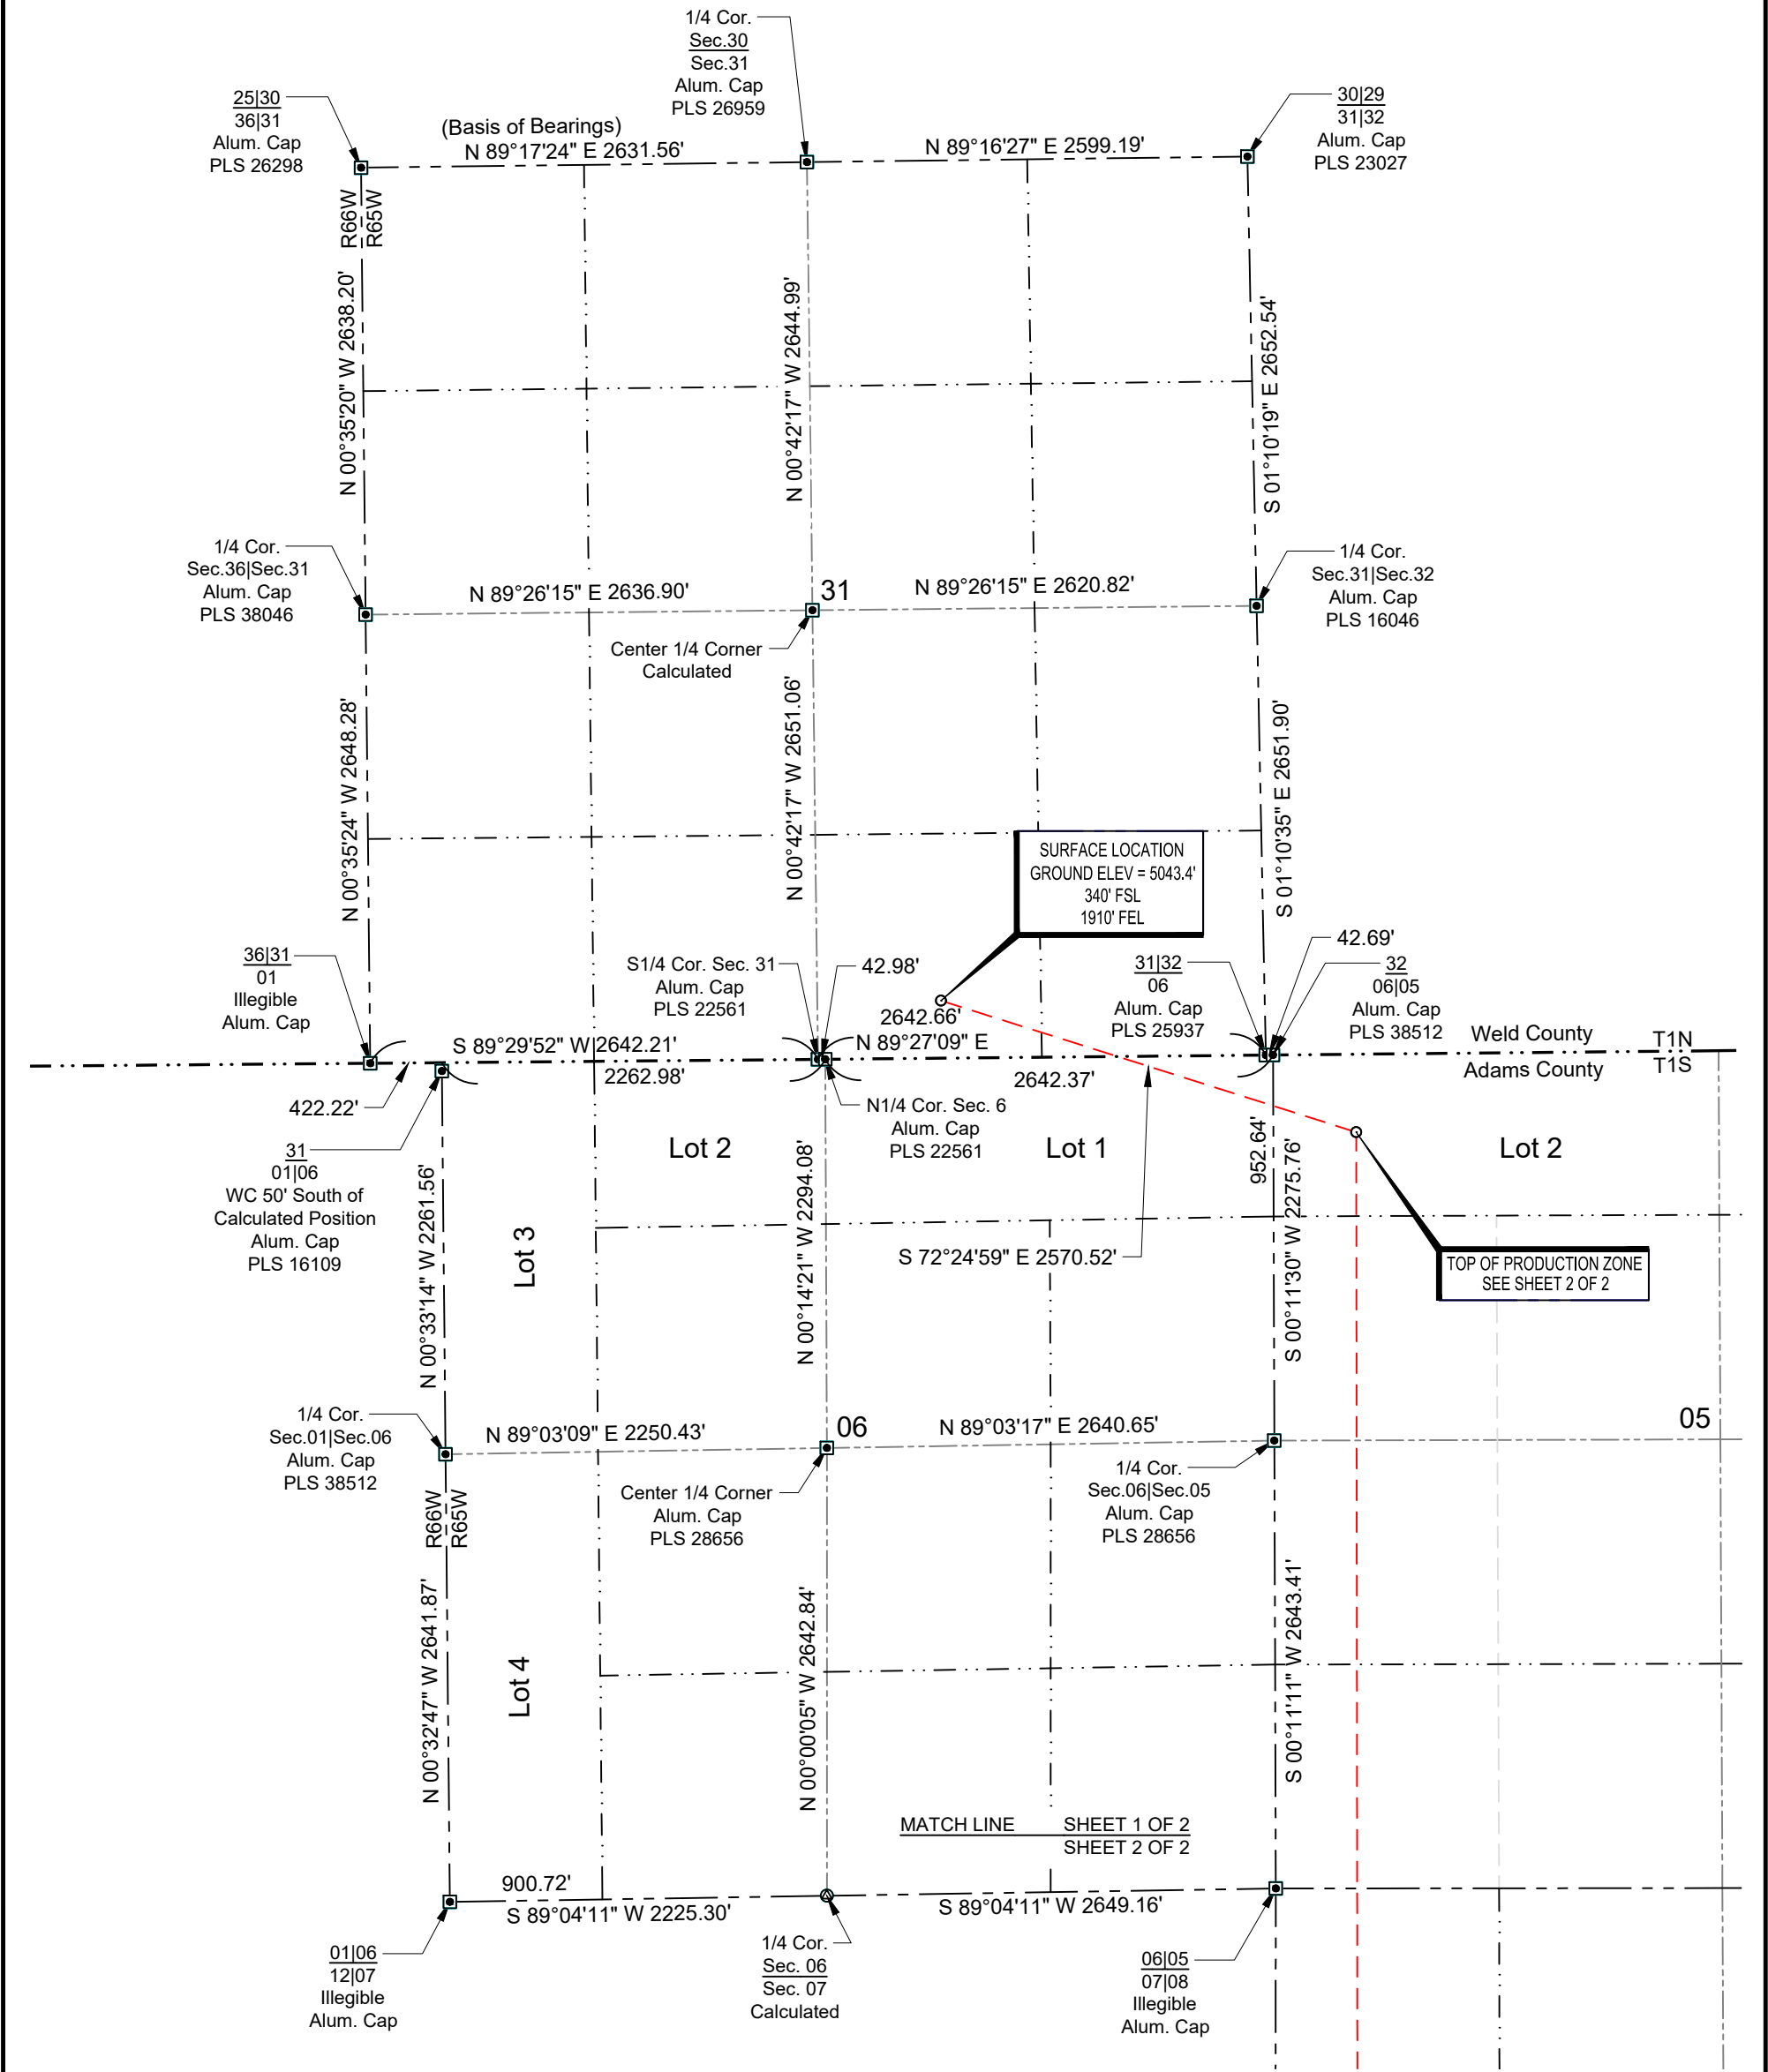 1/4 Cor.
Sec.30
Sec.31
Alum. Cap
PLS 26959
25|30
36|31
Alum. Cap
PLS 26298
(Basis of Bearings)
N 89°17'24" E 2631.56'
N 89°16'27" E 2599.19'
30|29
31|32
Alum. Cap
PLS 23027
R66W
R65W
N 00°35'20" W 2638.20'
N 00°42'17" W 2644.99'
S 01°10'19" E 2652.54'
1/4 Cor.
Sec.36|Sec.31
Alum. Cap
PLS 38046
N 89°26'15" E 2636.90'
31
N 89°26'15" E 2620.82'
1/4 Cor.
Sec.31|Sec.32
Alum. Cap
PLS 16046
Center 1/4 Corner
Calculated
N 00°35'24" W 2648.28'
N 00°42'17" W 2651.06'
S 01°10'35" E 2651.90'
SURFACE LOCATION
GROUND ELEV = 5043.4'
340' FSL
1910' FEL
36|31
01
Illegible
Alum. Cap
S1/4 Cor. Sec. 31
Alum. Cap
PLS 22561
42.98'
31|32
06
Alum. Cap
PLS 25937
42.69'
32
06|05
Alum. Cap
PLS 38512
S 89°29'52" W 2642.21'
2262.98'
2642.66'
N 89°27'09" E
2642.37'
Weld County
Adams County
T1N
T1S
422.22'
N1/4 Cor. Sec. 6
Alum. Cap
PLS 22561
31
01|06
WC 50' South of
Calculated Position
Alum. Cap
PLS 16109
Lot 2
Lot 1
Lot 2
952.64'
N 00°33'14" W 2261.56'
Lot 3
N 00°14'21" W 2294.08'
S 72°24'59" E 2570.52'
S 00°11'30" W 2275.76'
TOP OF PRODUCTION ZONE
SEE SHEET 2 OF 2
1/4 Cor.
Sec.01|Sec.06
Alum. Cap
PLS 38512
N 89°03'09" E 2250.43'
06
N 89°03'17" E 2640.65'
05
Center 1/4 Corner
Alum. Cap
PLS 28656
1/4 Cor.
Sec.06|Sec.05
Alum. Cap
PLS 28656
R66W
R65W
N 00°32'47" W 2641.87'
Lot 4
N 00°00'05" W 2642.84'
S 00°11'11" W 2643.41'
MATCH LINE SHEET 1 OF 2
SHEET 2 OF 2
900.72'
S 89°04'11" W 2225.30'
S 89°04'11" W 2649.16'
01|06
12|07
Illegible
Alum. Cap
1/4 Cor.
Sec. 06
Sec. 07
Calculated
06|05
07|08
Illegible
Alum. Cap